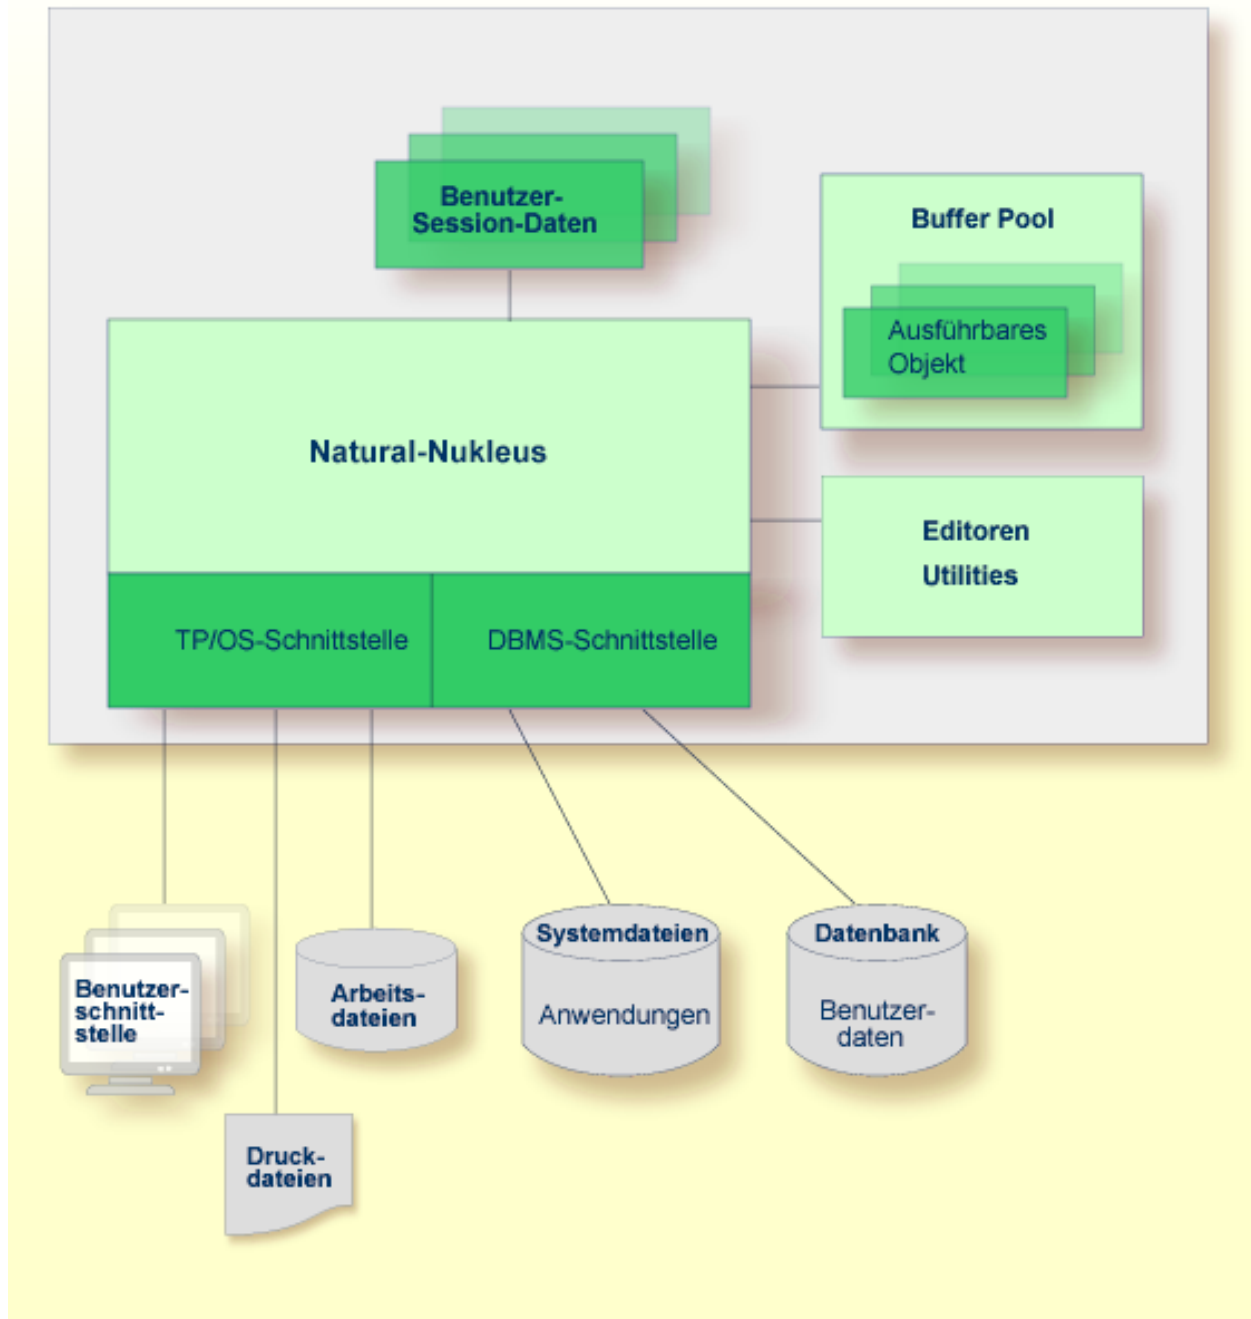 Benutzer-
Session-Daten
Buffer Pool
Ausführbares
Objekt
Natural-Nukleus
Editoren
Utilities
TP/OS-Schnittstelle
DBMS-Schnittstelle
Benutzer-
schnitt-
stelle
Arbeits-
dateien
Systemdateien
Anwendungen
Datenbank
Benutzer-
daten
Druck-
dateien